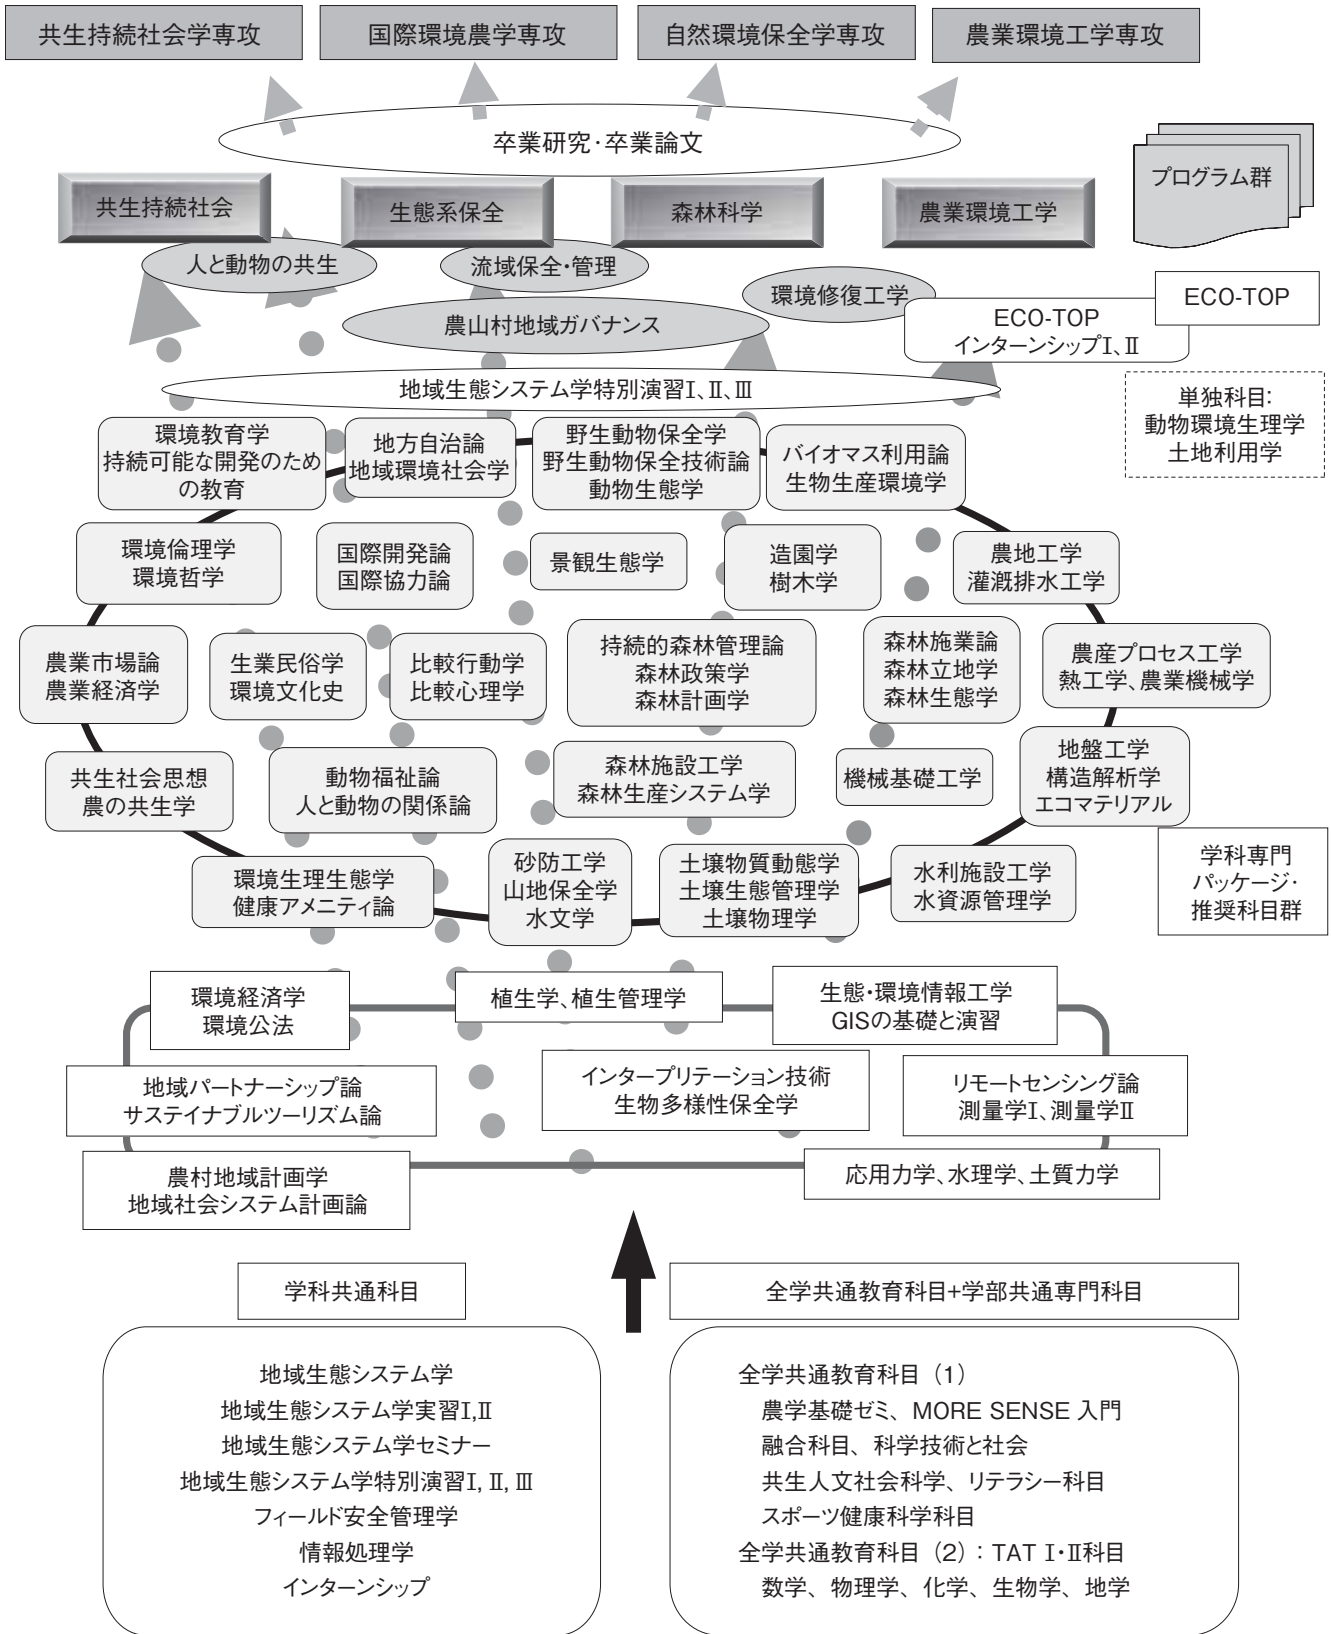 共生持続社会学専攻
国際環境農学専攻
自然環境保全学専攻
農業環境工学専攻
卒業研究・卒業論文
プログラム群
共生持続社会
生態系保全
森林科学
農業環境工学
人と動物の共生
流域保全・管理
環境修復工学
農山村地域ガバナンス
ECO-TOP
ECO-TOP
インターンシップⅠ、Ⅱ
地域生態システム学特別演習Ⅰ、Ⅱ、Ⅲ
単独科目:
動物環境生理学
土地利用学
環境教育学
持続可能な開発のため
の教育
地方自治論
地域環境社会学
野生動物保全学
野生動物保全技術論
動物生態学
バイオマス利用論
生物生産環境学
環境倫理学
環境哲学
国際開発論
国際協力論
景観生態学
造園学
樹木学
農地工学
灌漑排水工学
農業市場論
農業経済学
生業民俗学
環境文化史
比較行動学
比較心理学
持続的森林管理論
森林政策学
森林計画学
森林施業論
森林立地学
森林生態学
農産プロセス工学
熱工学、農業機械学
共生社会思想
農の共生学
動物福祉論
人と動物の関係論
森林施設工学
森林生産システム学
機械基礎工学
地盤工学
構造解析学
エコマテリアル
環境生理生態学
健康アメニティ論
砂防工学
山地保全学
水文学
土壌物質動態学
土壌生態管理学
土壌物理学
水利施設工学
水資源管理学
学科専門
パッケージ・
推奨科目群
環境経済学
環境公法
植生学、植生管理学
生態・環境情報工学
GISの基礎と演習
地域パートナーシップ論
サステイナブルツーリズム論
インタープリテーション技術
生物多様性保全学
リモートセンシング論
測量学Ⅰ、測量学Ⅱ
農村地域計画学
地域社会システム計画論
応用力学、水理学、土質力学
学科共通科目
地域生態システム学
地域生態システム学実習Ⅰ,Ⅱ
地域生態システム学セミナー
地域生態システム学特別演習Ⅰ, Ⅱ, Ⅲ
フィールド安全管理学
情報処理学
インターンシップ
全学共通教育科目+学部共通専門科目
全学共通教育科目（1）
農学基礎ゼミ、MORE SENSE 入門
融合科目、科学技術と社会
共生人文社会科学、リテラシー科目
スポーツ健康科学科目
全学共通教育科目（2）: TAT Ⅰ・Ⅱ科目
数学、物理学、化学、生物学、地学